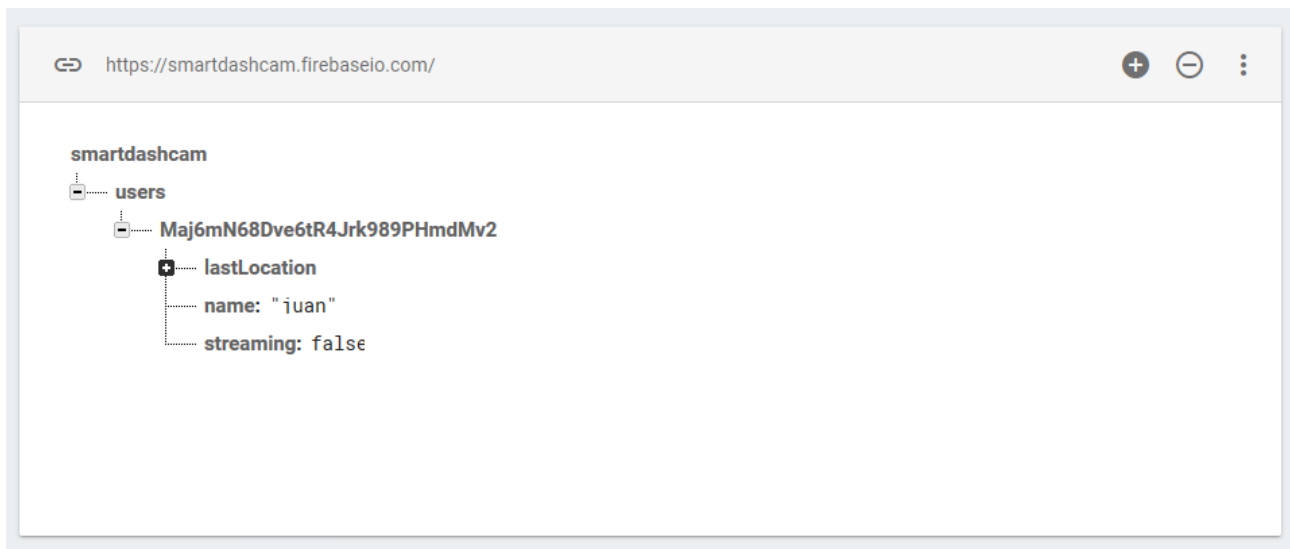 https://smartdashcam.firebaseio.com/
smartdashcam
users
Maj6mN68Dve6tR4Jrk989PHmdMv2
lastLocation
name: "juan"
streaming: false